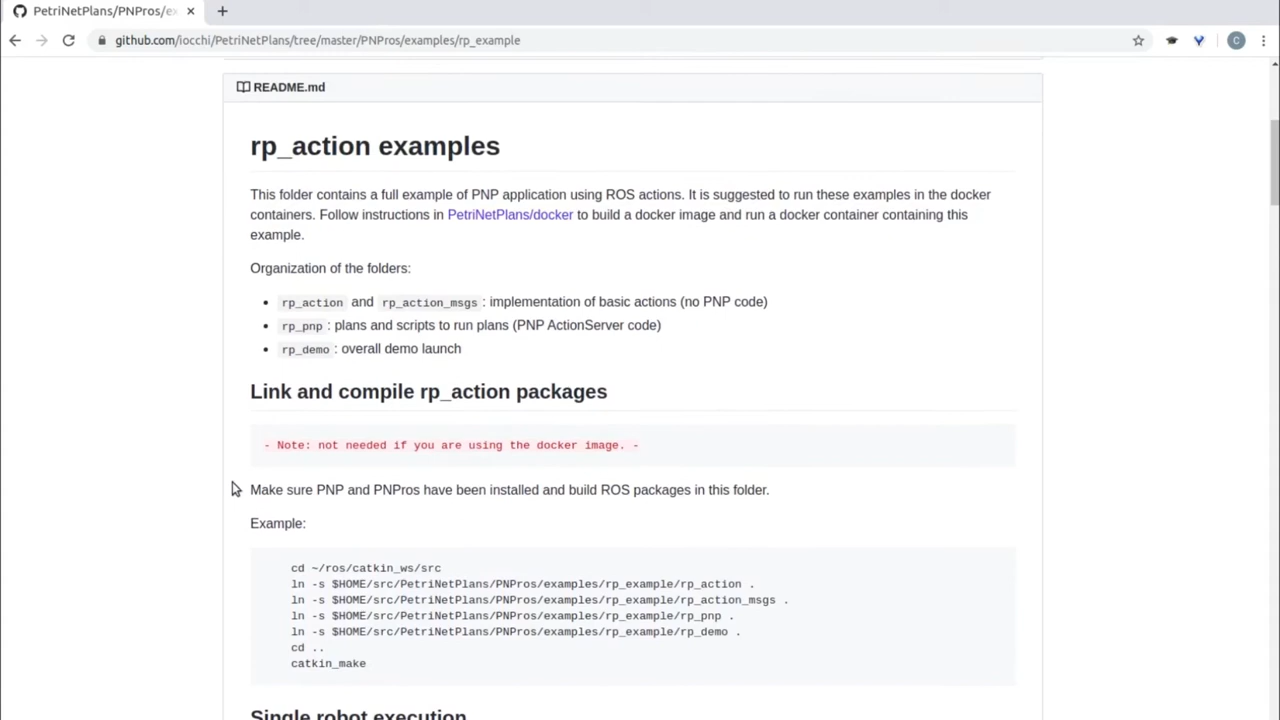 PetriNetPlans/PNPros/ex
github.com/iocchi/PetriNetPlans/tree/master/PNPros/examples/rp_example
C
README.md
rp_action examples
This folder contains a full example of PNP application using ROS actions. It is suggested to run these examples in the docker
containers. Follow instructions in PetriNetPlans/docker to build a docker image and run a docker container containing this
example.
Organization of the folders:
• rp_action and rp_action_msgs : implementation of basic actions (no PNP code)
• rp_pnp : plans and scripts to run plans (PNP ActionServer code)
• rp_demo : overall demo launch
Link and compile rp_action packages
- Note: not needed if you are using the docker image. -
Make sure PNP and PNPros have been installed and build ROS packages in this folder.
Example:
cd ~/ros/catkin_ws/src
ln -s $HOME/src/PetriNetPlans/PNPros/examples/rp_example/rp_action .
ln -s $HOME/src/PetriNetPlans/PNPros/examples/rp_example/rp_action_msgs .
ln -s $HOME/src/PetriNetPlans/PNPros/examples/rp_example/rp_pnp .
ln -s $HOME/src/PetriNetPlans/PNPros/examples/rp_example/rp_demo .
cd ..
catkin_make
Single robot execution